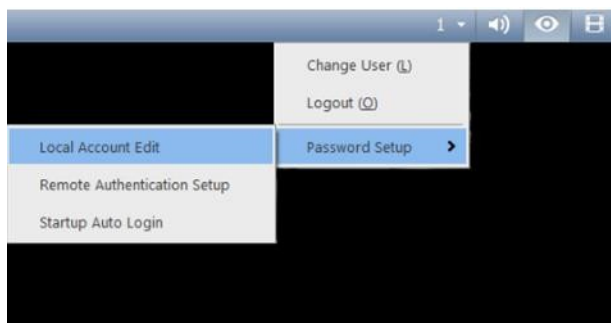 1
Change User (L)
Logout (O)
Password Setup
Local Account Edit
Remote Authentication Setup
Startup Auto Login